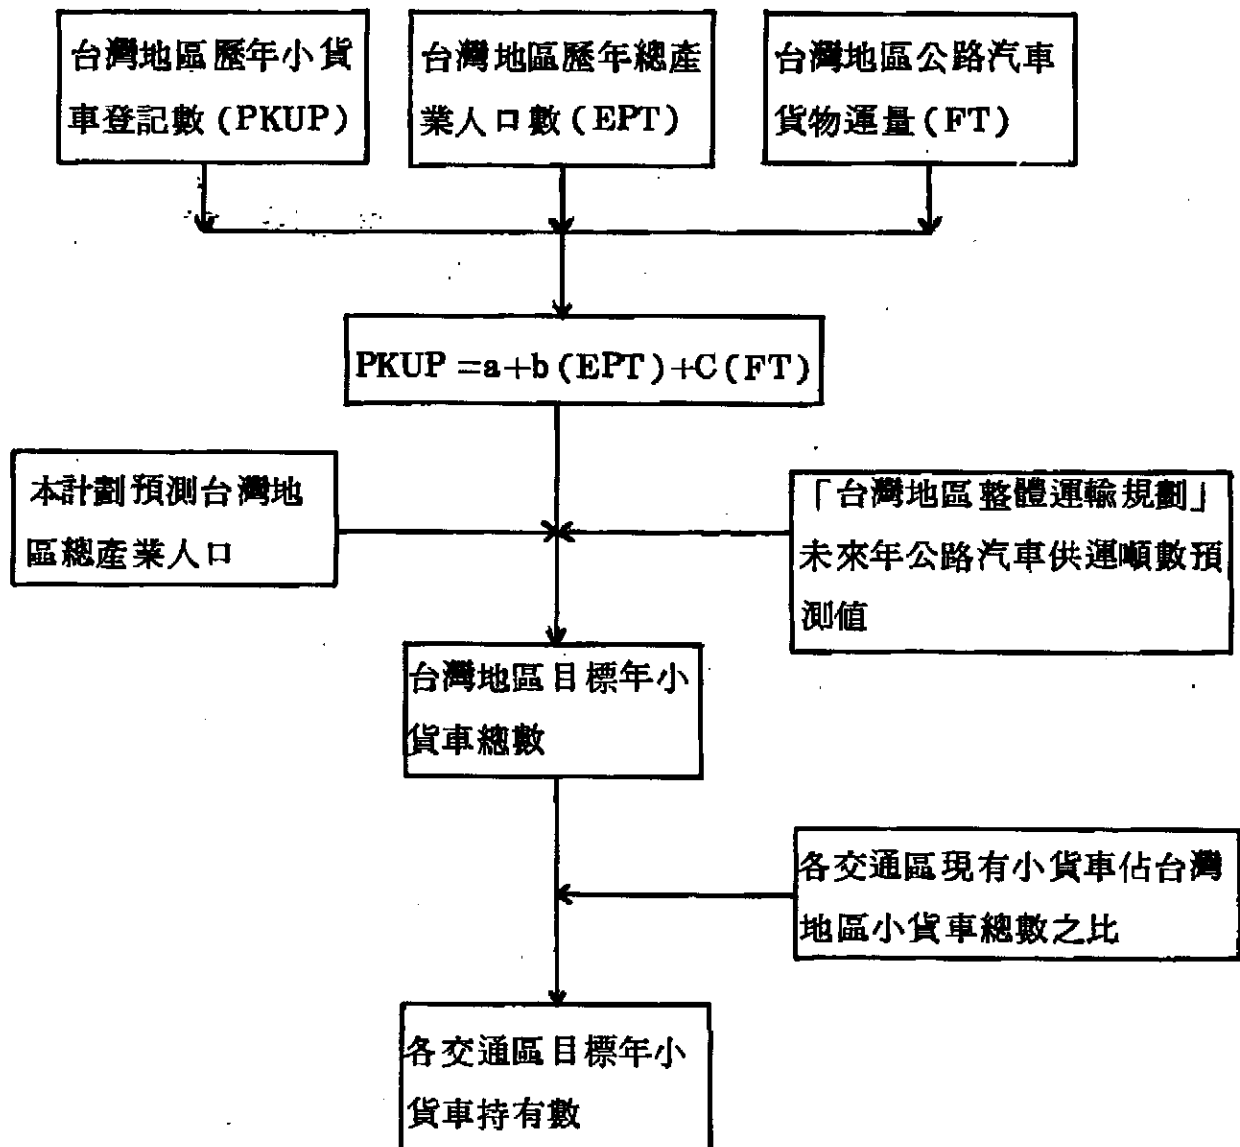 台灣地區歷年小貨
車登記數(PKUP)
台灣地區歷年總產
業人口數(EPT)
台灣地區公路汽車
貨物運量(FT)
PKUP=a+b(EPT)+C(FT)
本計劃預測台灣地
區總產業人口
「台灣地區整體運輸規劃」
未來年公路汽車供運噸數預
測值
台灣地區目標年小
貨車總數
各交通區現有小貨車佔台灣
地區小貨車總數之比
各交通區目標年小
貨車持有數